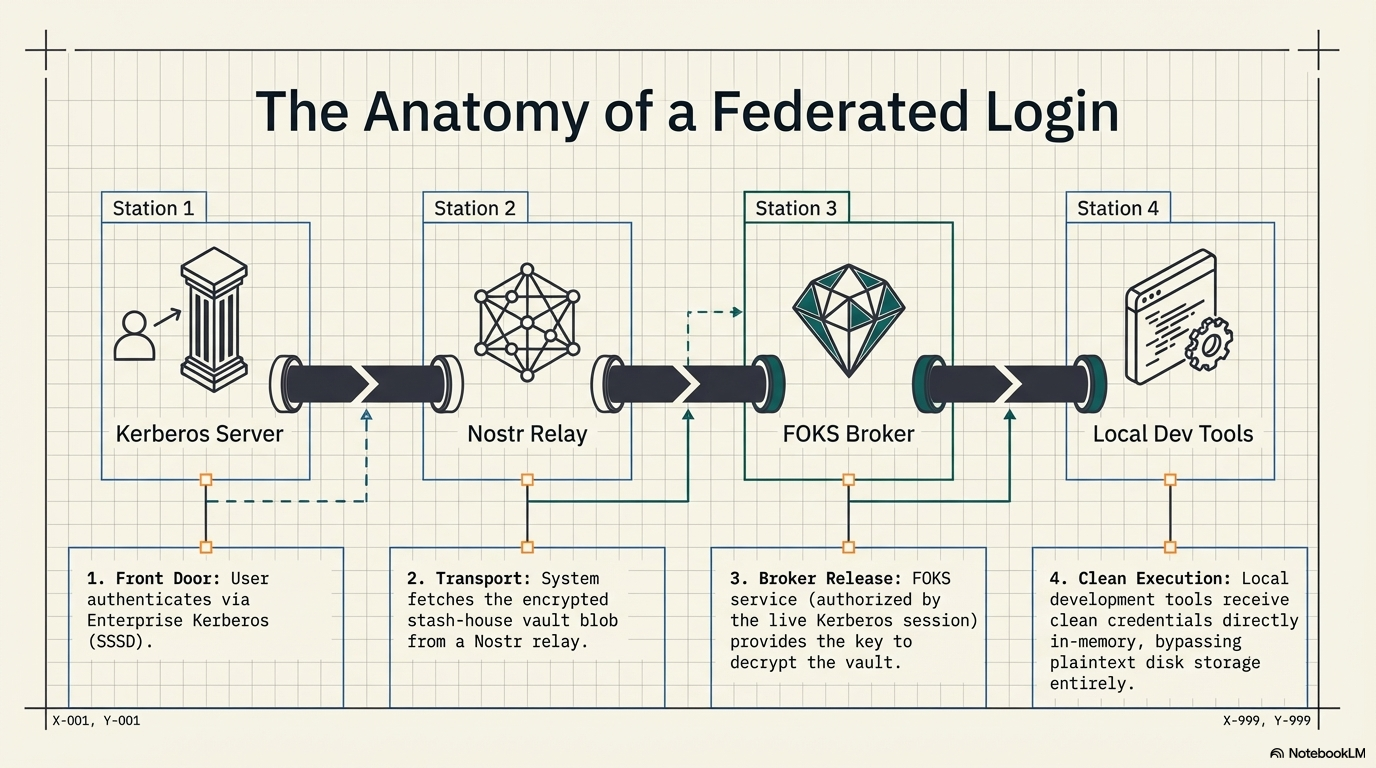 The Anatomy of a Federated Login
Station 1
Station 2
Station 3
Station 4
Kerberos Server
Nostr Relay
FOKS Broker
Local Dev Tools
1. Front Door: User
authenticates via
Enterprise Kerberos
(SSSD).
2. Transport: System
fetches the encrypted
stash-house vault blob
from a Nostr relay.
3. Broker Release: FOKS
service (authorized by
the live Kerberos session)
provides the key to
decrypt the vault.
4. Clean Execution: Local
development tools receive
clean credentials directly
in-memory, bypassing
plaintext disk storage
entirely.
X-001, Y-001
X-999, Y-999
NotebookLM